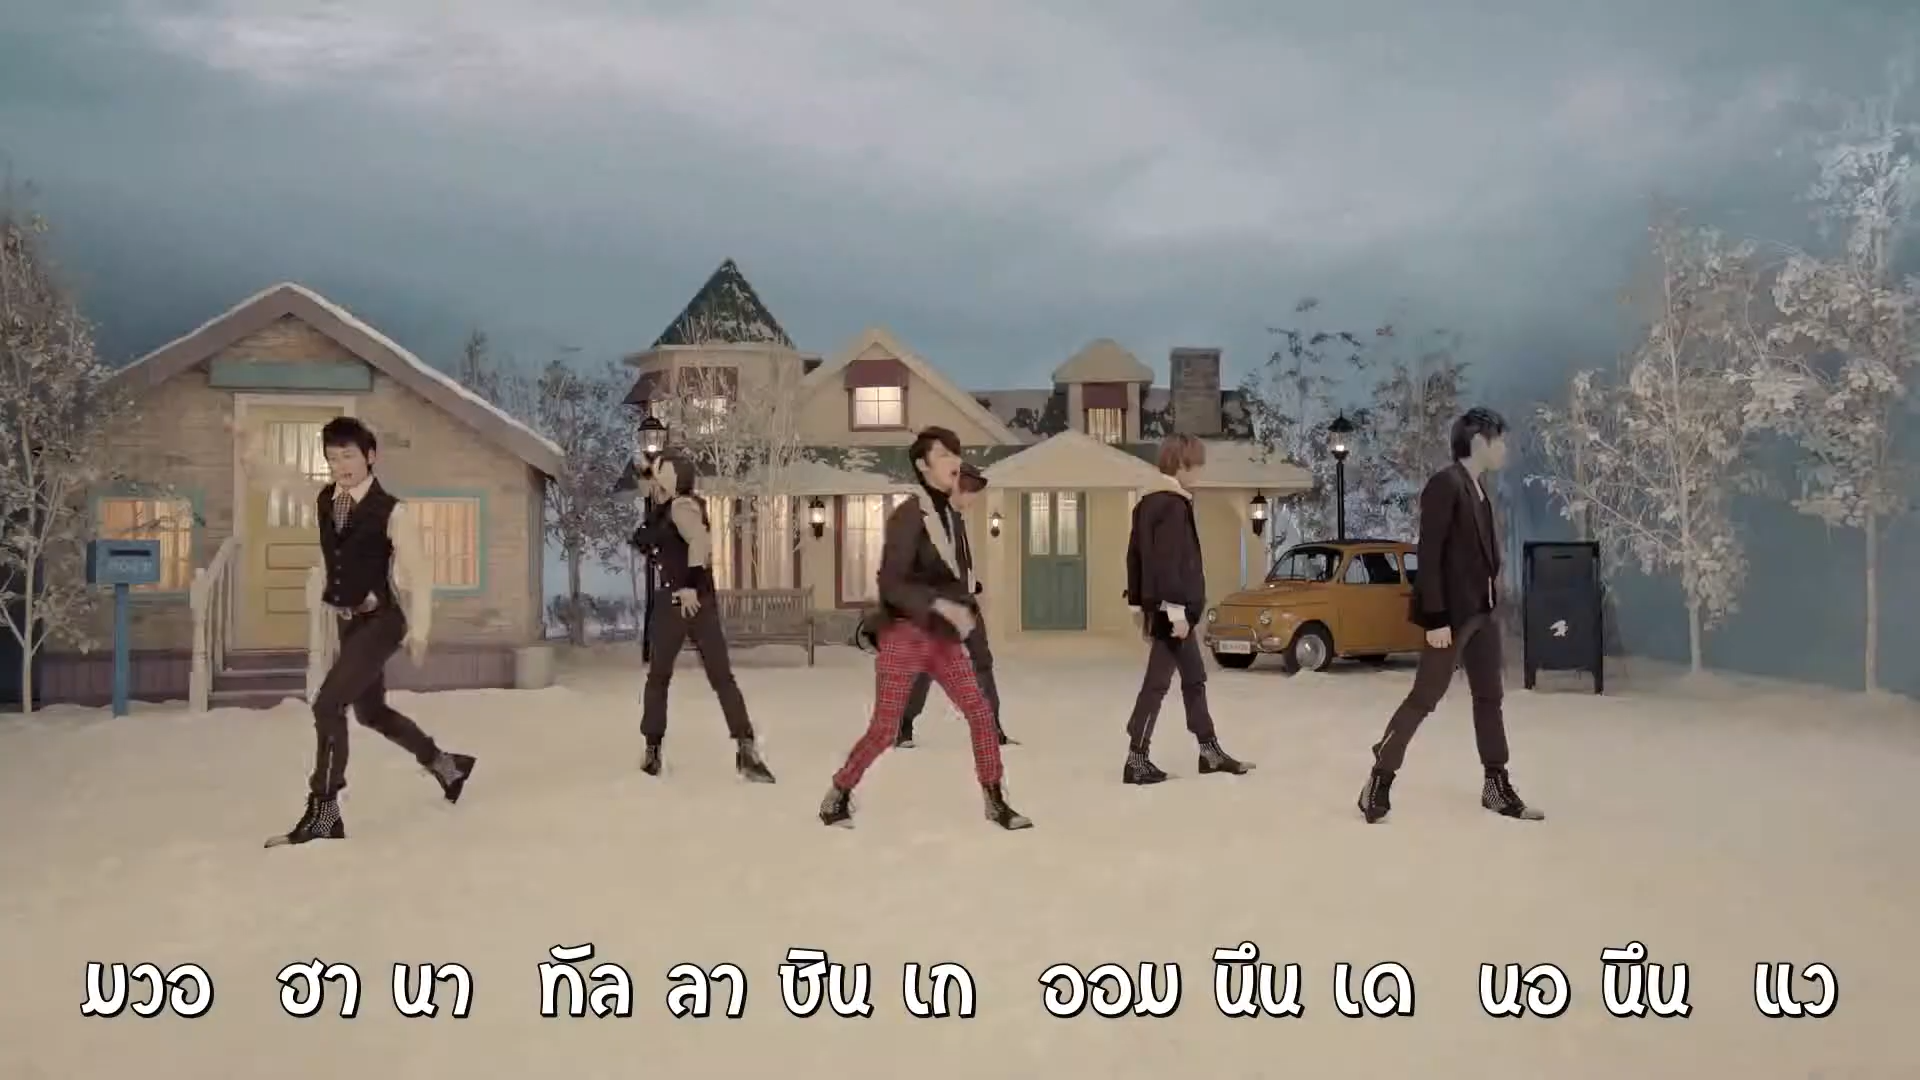 มวอ ฮา นา ทัล ลา ชิน เก ออม นึน เด นอ นึน แว
POST